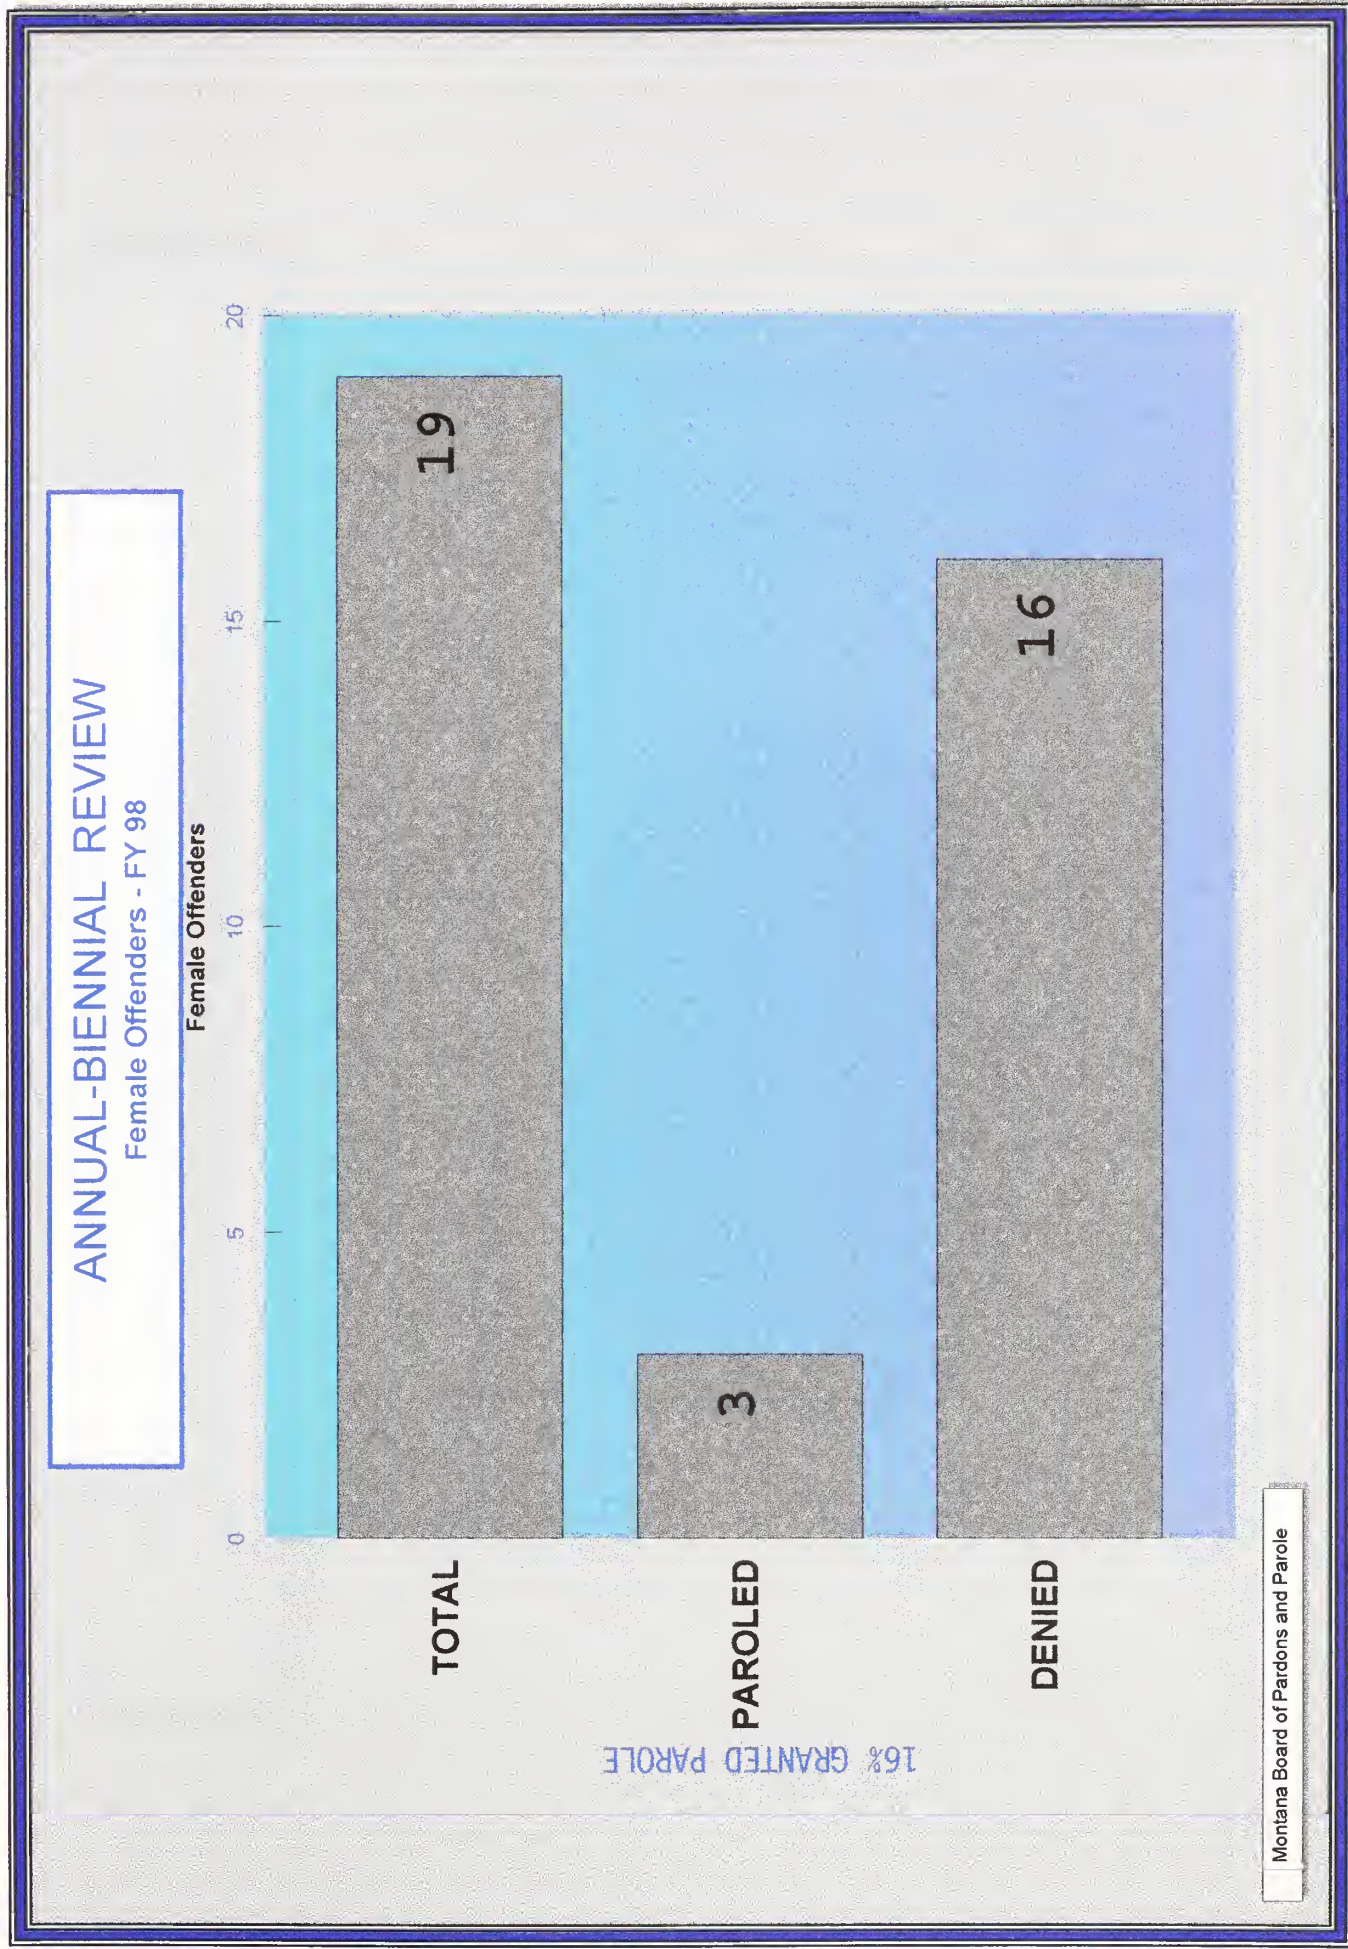 ANNUAL-BIENNIAL REVIEW
Female Offenders - FY 98
Female Offenders
0
5
10
15
20
TOTAL
19
PAROLED
3
DENIED
16
16% GRANTED PAROLE
Montana Board of Pardons and Parole